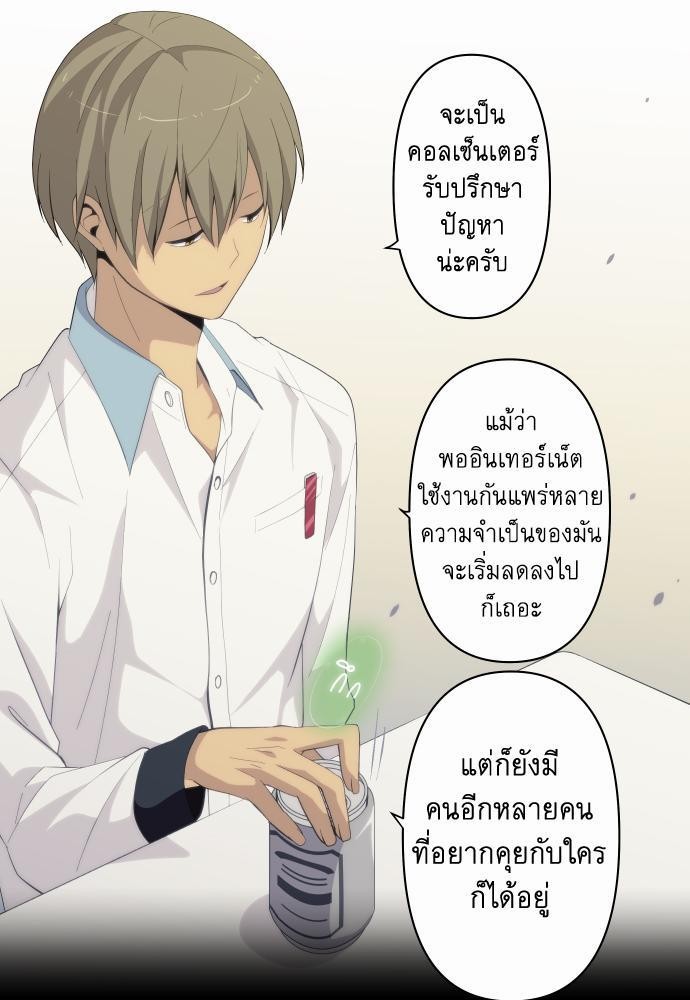 จะเป็น
คอลเซ็นเตอร์
รับปรึกษา
ปัญหา
น่ะครับ
แม้ว่า
พออินเทอร์เน็ต
ใช้งานกันแพร่หลาย
ความจำเป็นของมัน
จะเริ่มลดลงไป
ก็เถอะ
แต่ก็ยังมี
คนอีกหลายคน
ที่อยากคุยกับใคร
ก็ได้อยู่